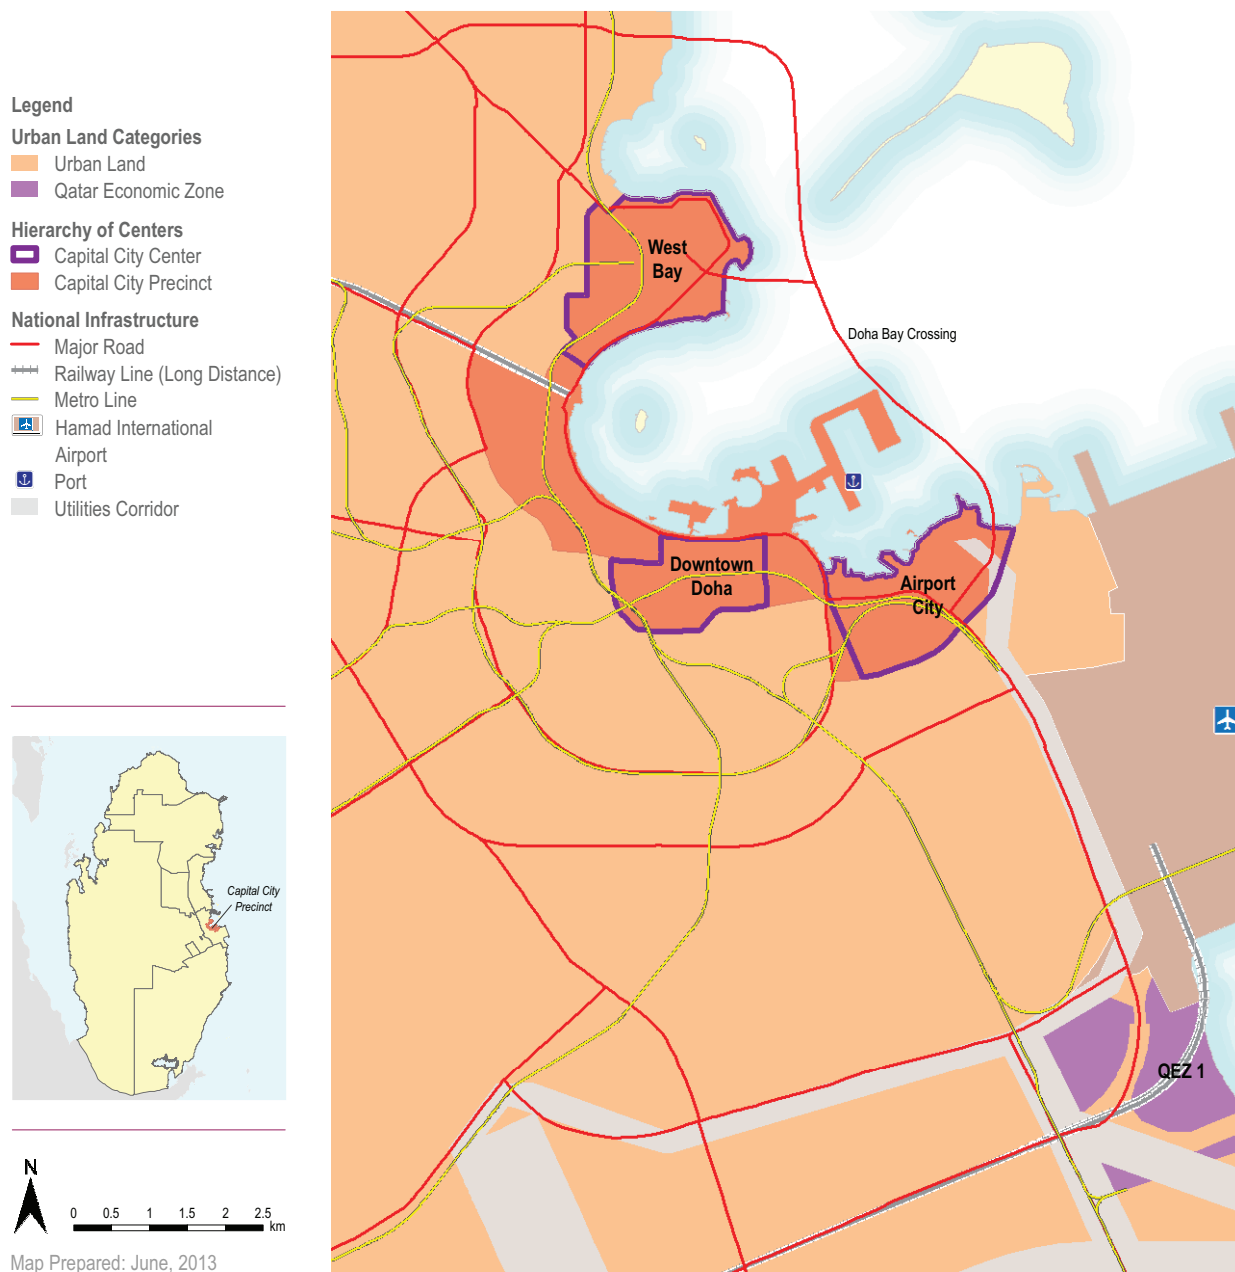 Legend
Urban Land Categories
Urban Land
Qatar Economic Zone
Hierarchy of Centers
Capital City Center
Capital City Precinct
National Infrastructure
Major Road
Railway Line (Long Distance)
Metro Line
Hamad International
Airport
Port
Utilities Corridor
West
Bay
Doha Bay Crossing
Downtown
Doha
Airport
City
QEZ 1
Capital City
Precinct
N
0 0.5 1 1.5 2 2.5
km
Map Prepared: June, 2013